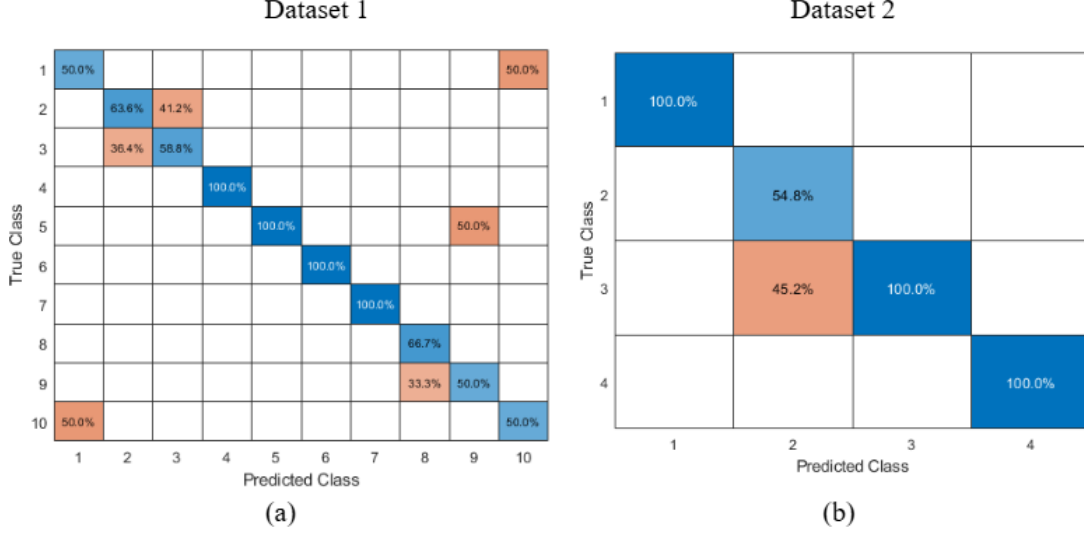 Dataset 1
Dataset 2
True Class
1 50.0% 50.0%
2 63.6% 41.2%
3 36.4% 58.8%
4 100.0%
5 100.0% 50.0%
6 100.0%
7 100.0%
8 66.7%
9 33.3% 50.0%
10 50.0% 50.0%
1 2 3 4 5 6 7 8 9 10
Predicted Class
(a)
True Class
1 100.0%
2 54.8%
3 45.2% 100.0%
4 100.0%
1 2 3 4
Predicted Class
(b)